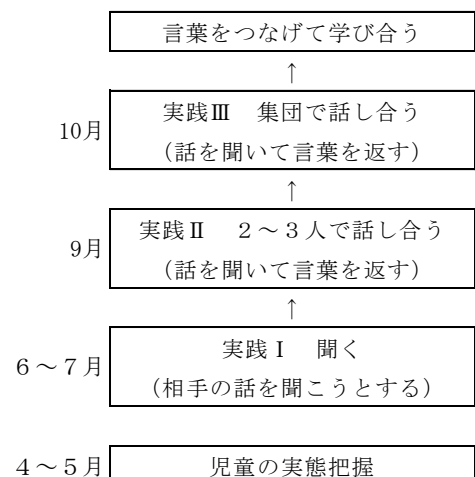 言葉をつなげて学び合う
↑
10月
実践Ⅲ 集団で話し合う
(話を聞いて言葉を返す)
↑
9月
実践Ⅱ 2～3人で話し合う
(話を聞いて言葉を返す)
↑
6～7月
実践Ⅰ 聞く
(相手の話を聞こうとする)
4～5月
児童の実態把握